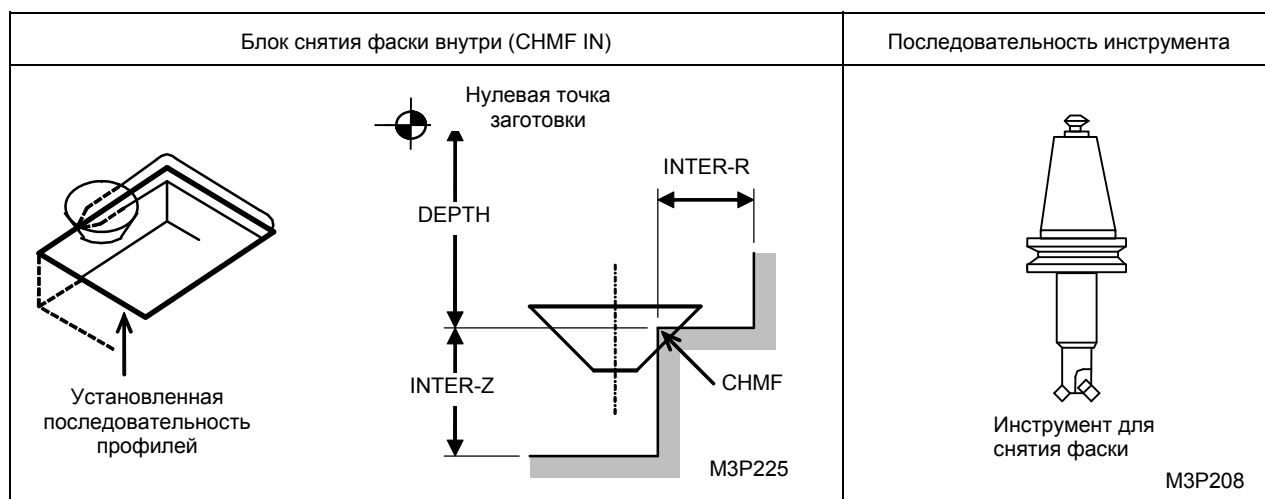 Блок снятия фаски внутри (CHMF IN)
Последовательность инструмента
Нулевая точка
заготовки
INTER-R
DEPTH
INTER-Z
CHMF
Установленная
последовательность
профилей
M3P225
Инструмент для
снятия фаски
M3P208